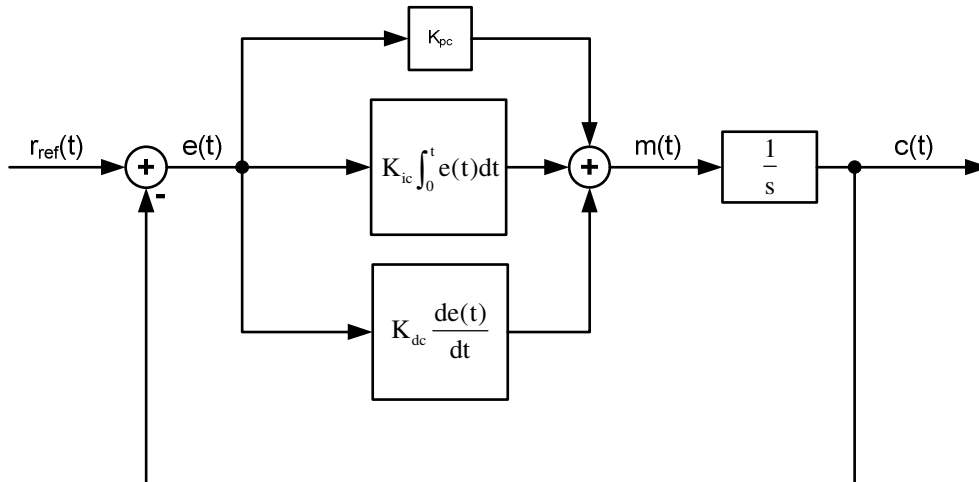 K_pc
r_ref(t)
+
-
e(t)
K_ic ∫_0^t e(t)dt
+
m(t)
1/s
c(t)
K_dc de(t)/dt